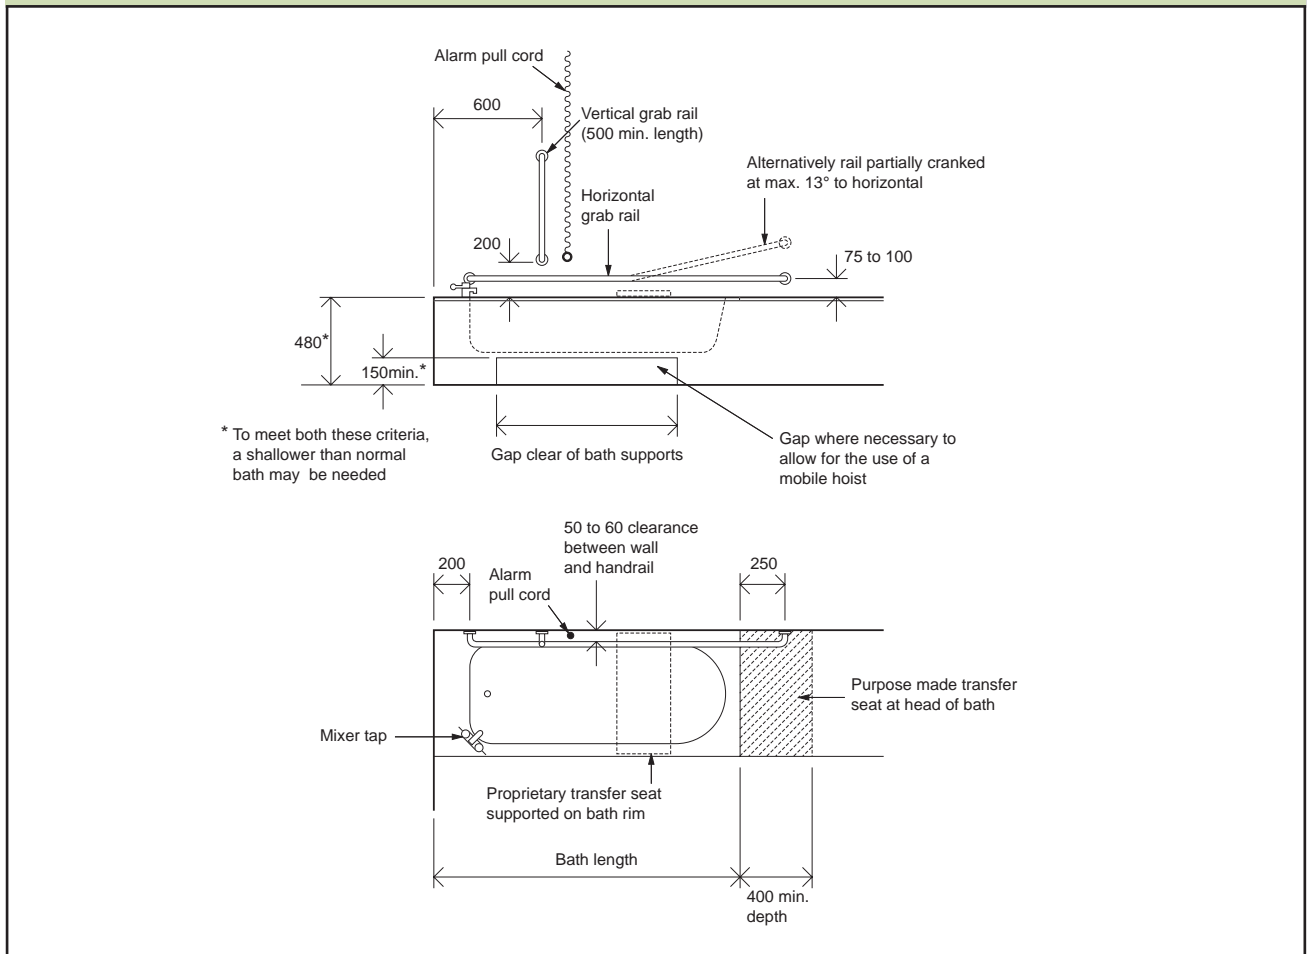 Alarm pull cord
600
Vertical grab rail
(500 min. length)
Alternatively rail partially cranked
at max. 13° to horizontal
Horizontal
grab rail
200
75 to 100
480*
150min.*
* To meet both these criteria,
a shallower than normal
bath may  be needed
Gap clear of bath supports
Gap where necessary to
allow for the use of a
mobile hoist
50 to 60 clearance
between wall
and handrail
200
Alarm
pull cord
250
Purpose made transfer
seat at head of bath
Mixer tap
Proprietary transfer seat
supported on bath rim
Bath length
400 min.
depth